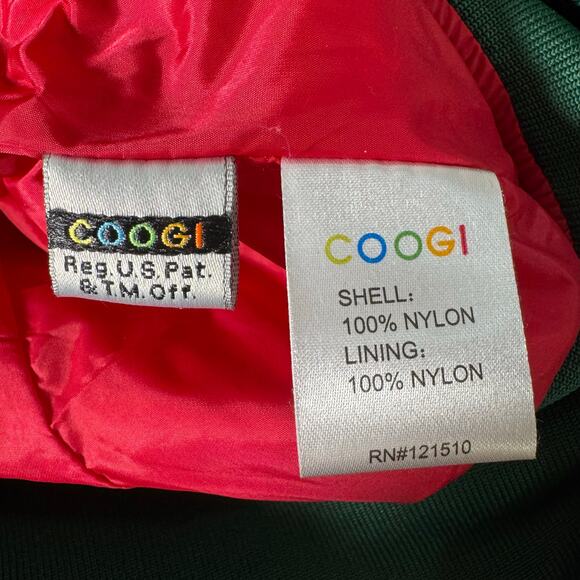 COOGI
Reg.U.S.Pat.
& T.M.Off.
COOGI
SHELL:
100% NYLON
LINING:
100% NYLON
RN#121510